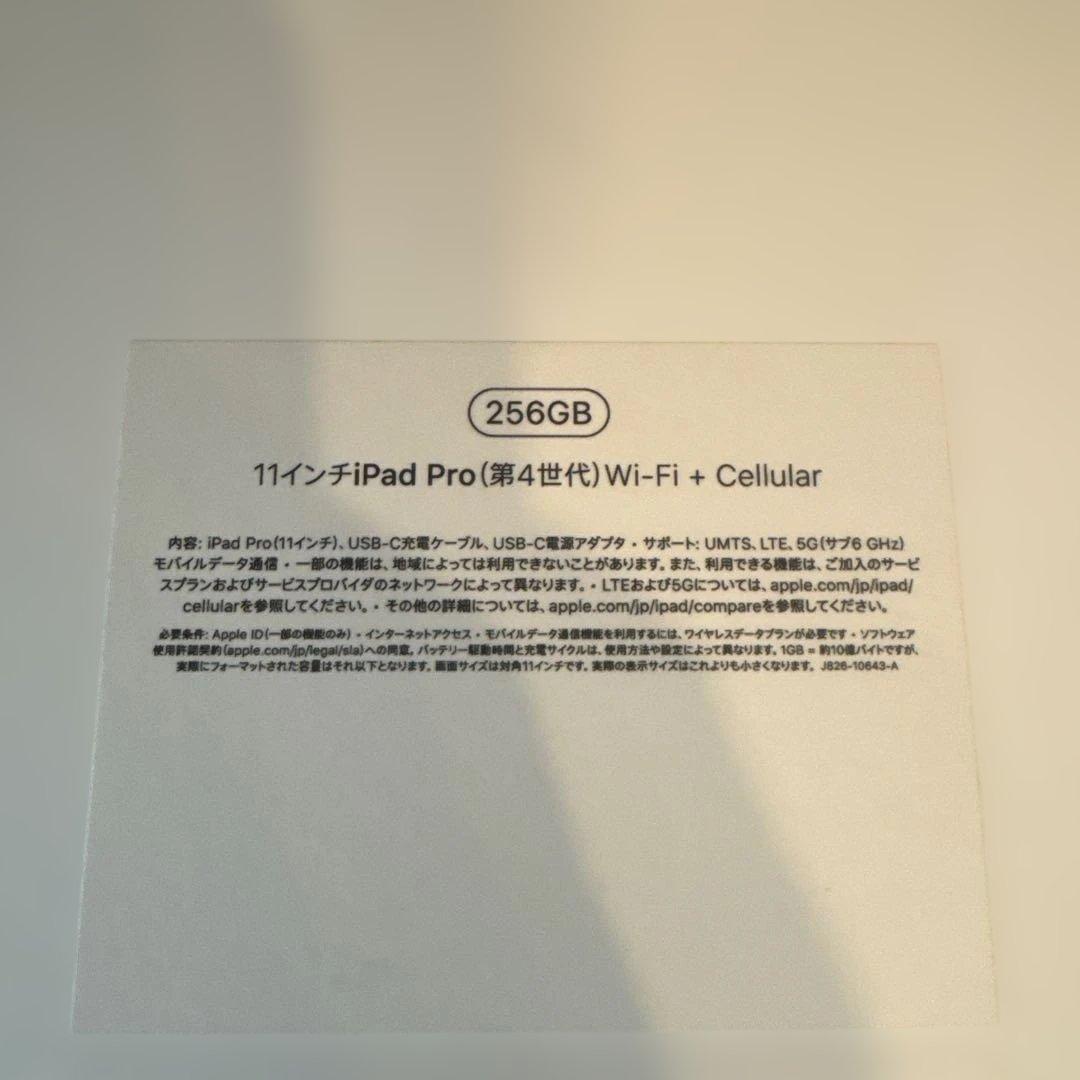 256GB
11インチiPad Pro(第4世代)Wi-Fi + Cellular
内容: iPad Pro(11インチ)、USB-C充電ケーブル、USB-C電源アダプタ・サポート: UMTS、LTE、5G(サブ6 GHz)
モバイルデータ通信・一部の機能は、地域によっては利用できないことがあります。また、利用できる機能は、ご加入のサービ
スプランおよびサービスプロバイダのネットワークによって異なります。・LTEおよび5Gについては、apple.com/jp/ipad/
cellularを参照してください。・その他の詳細については、apple.com/jp/ipad/compareを参照してください。
必要条件: Apple ID(一部の機能のみ)・インターネットアクセス・モバイルデータ通信機能を利用するには、ワイヤレスデータプランが必要です・ソフトウェア
使用許諾契約(apple.com/jp/legal/sla)への同意。バッテリー駆動時間と充電サイクルは、使用方法や設定によって異なります。1GB = 約10億バイトですが、
実際にフォーマットされた容量はそれ以下となります。画面サイズは対角11インチです。実際の表示サイズはこれよりも小さくなります。 J826-10643-A